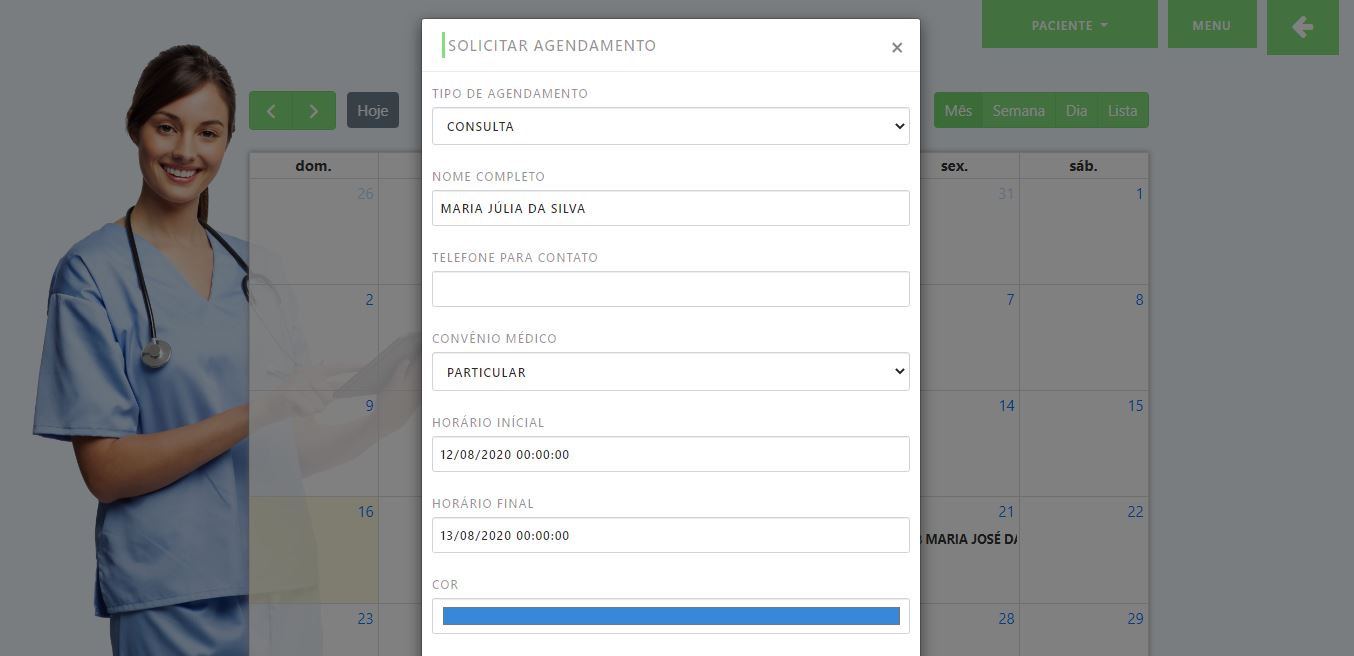 PACIENTE
MENU
SOLICITAR AGENDAMENTO
×
Hoje
Mês Semana Dia Lista
TIPO DE AGENDAMENTO
CONSULTA
NOME COMPLETO
MARIA JÚLIA DA SILVA
TELEFONE PARA CONTATO
CONVÊNIO MÉDICO
PARTICULAR
HORÁRIO INÍCIAL
12/08/2020 00:00:00
HORÁRIO FINAL
13/08/2020 00:00:00
COR
dom. sex. sáb.
26 31 1
2 7 8
9 14 15
16 21 22
MARIA JOSÉ
23 28 29